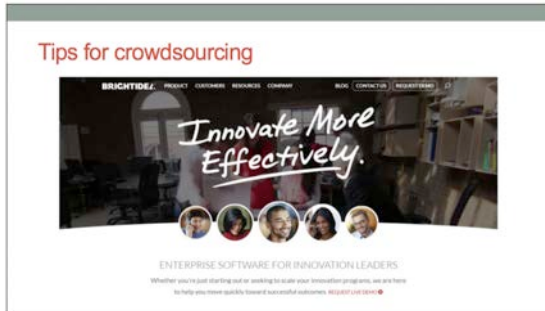 Tips for crowdsourcing
BRIGHTIDEA. PRODUCT CUSTOMERS RESOURCES COMPANY BLOG CONTACT US REQUEST DEMO
Innovate More
Effectively.
ENTERPRISE SOFTWARE FOR INNOVATION LEADERS
Whether you're just starting out or seeking to scale your innovation programs, we are here
to help you move quickly toward successful outcomes. REQUEST LIVE DEMO